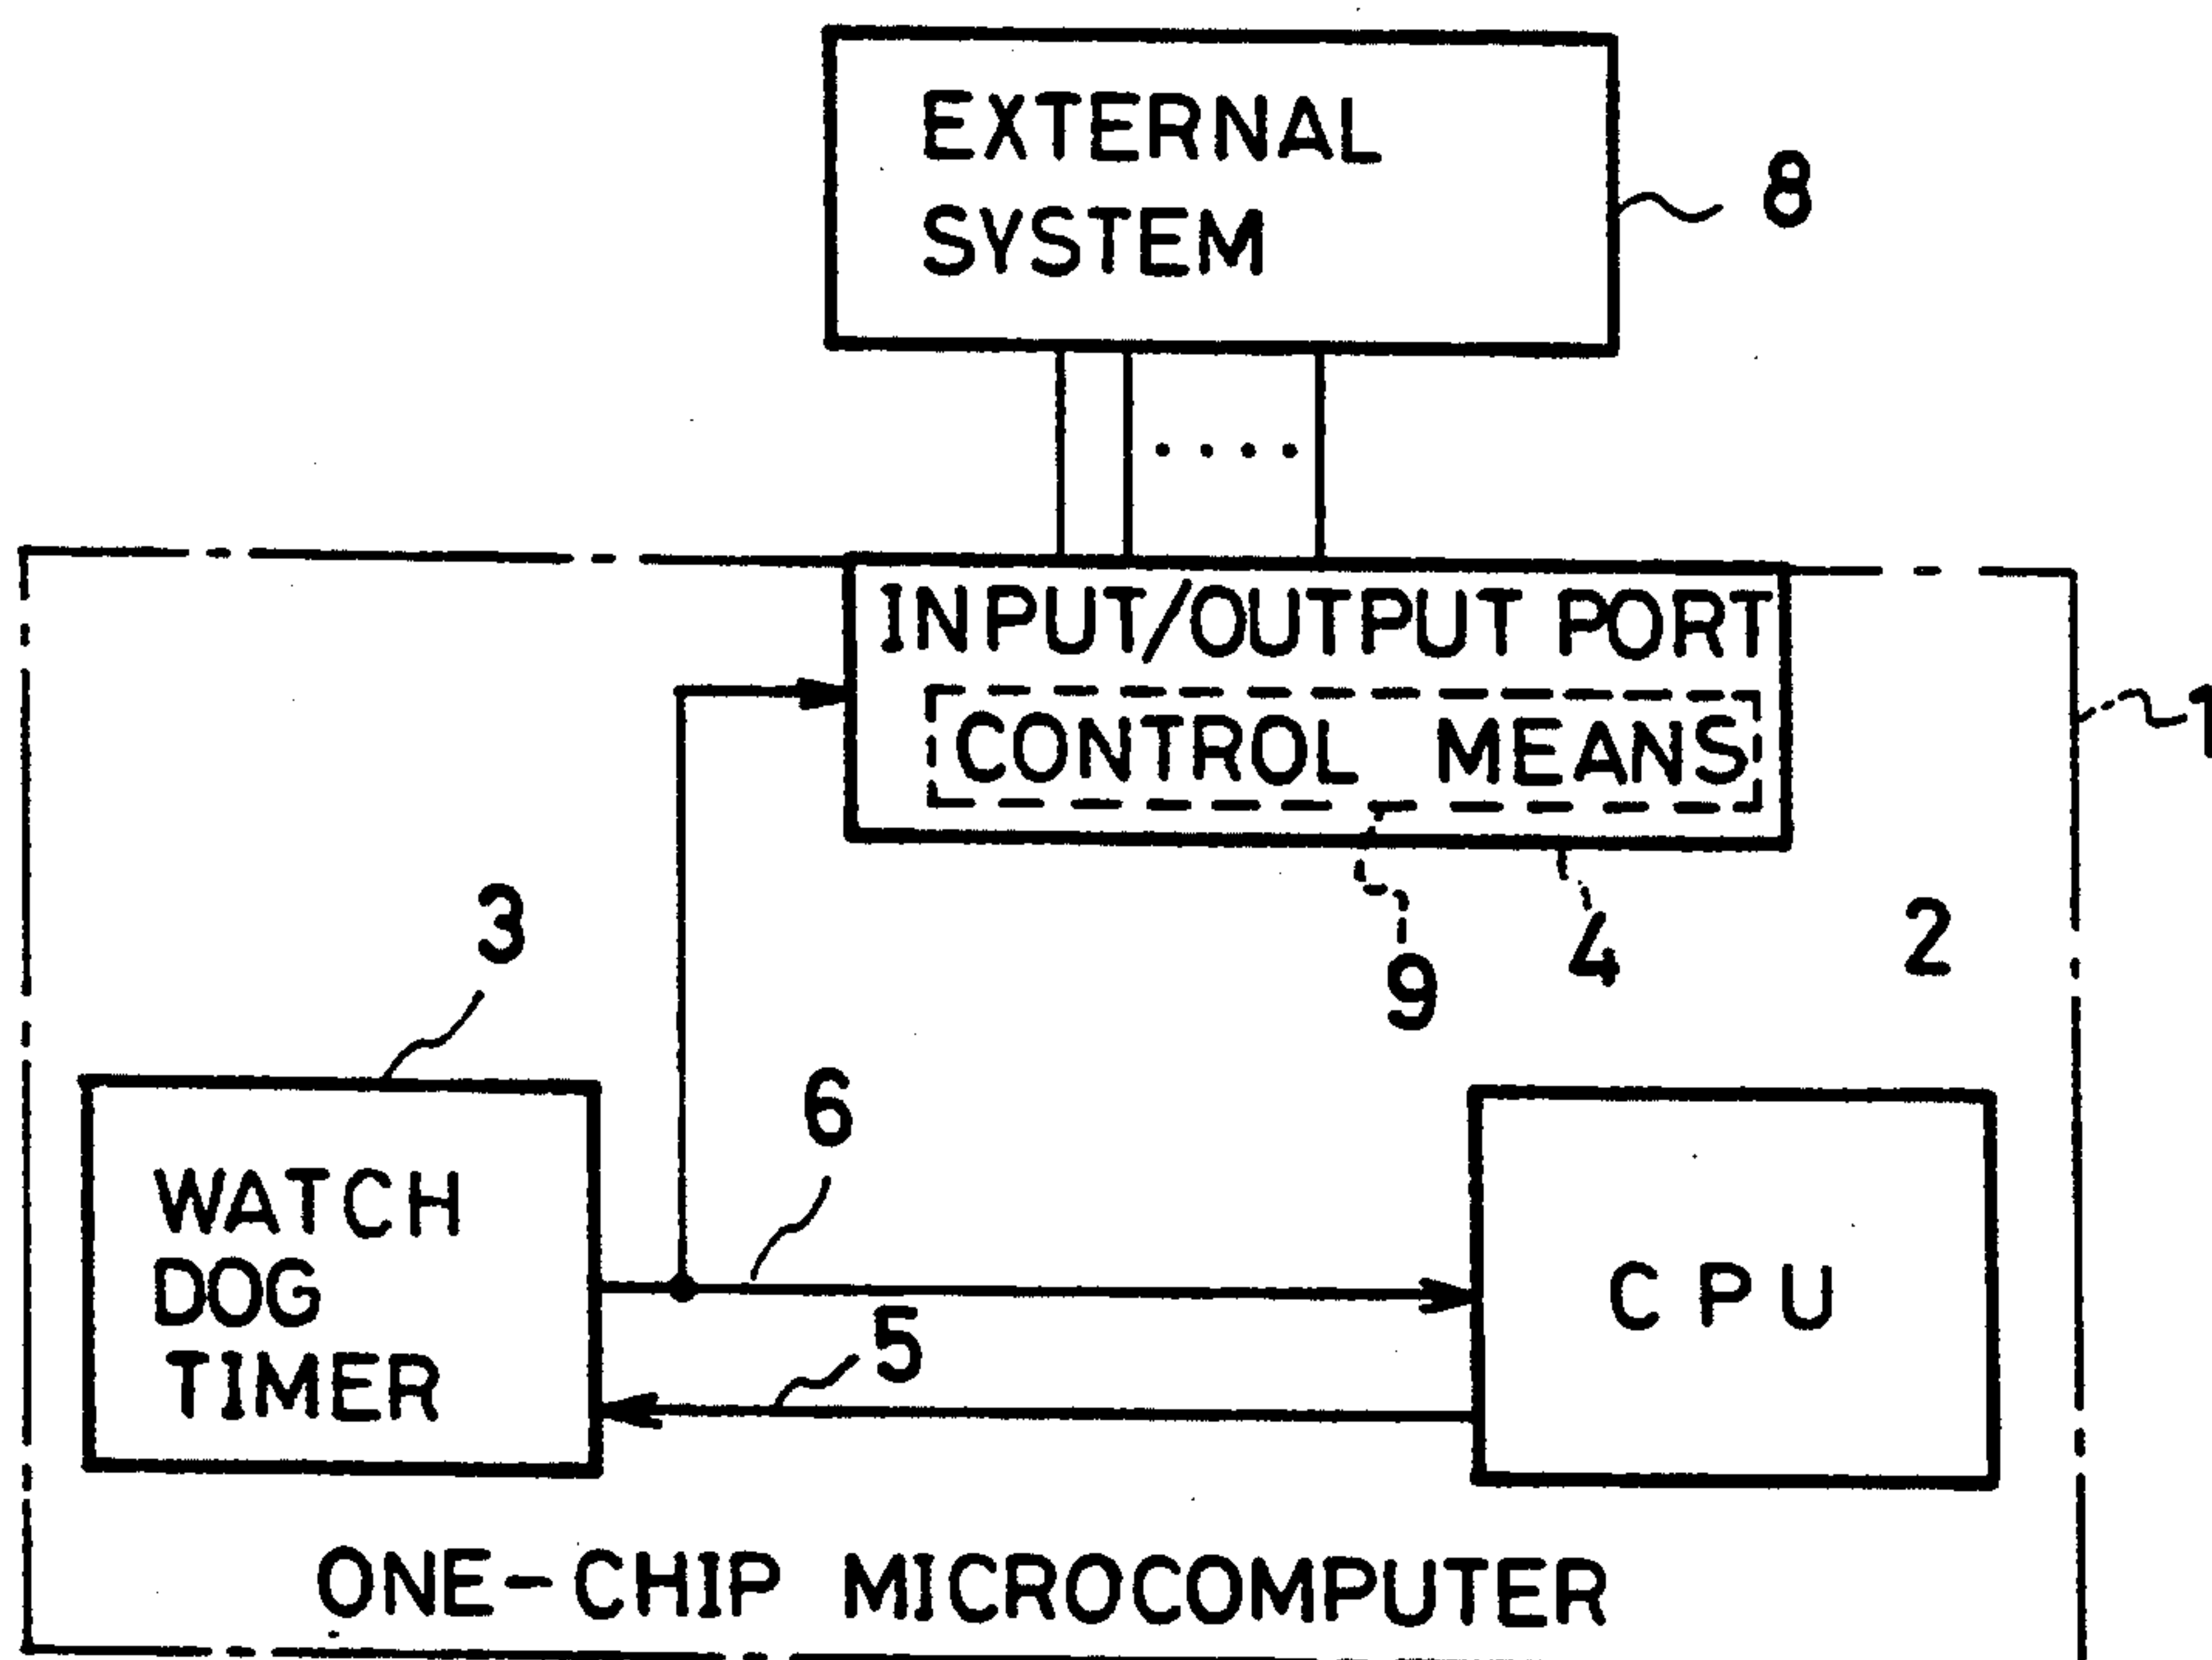 EXTERNAL
SYSTEM
8
INPUT/OUTPUT PORT
CONTROL MEANS
1
3
9
4
2
6
WATCH
DOG
TIMER
5
CPU
ONE-CHIP MICROCOMPUTER